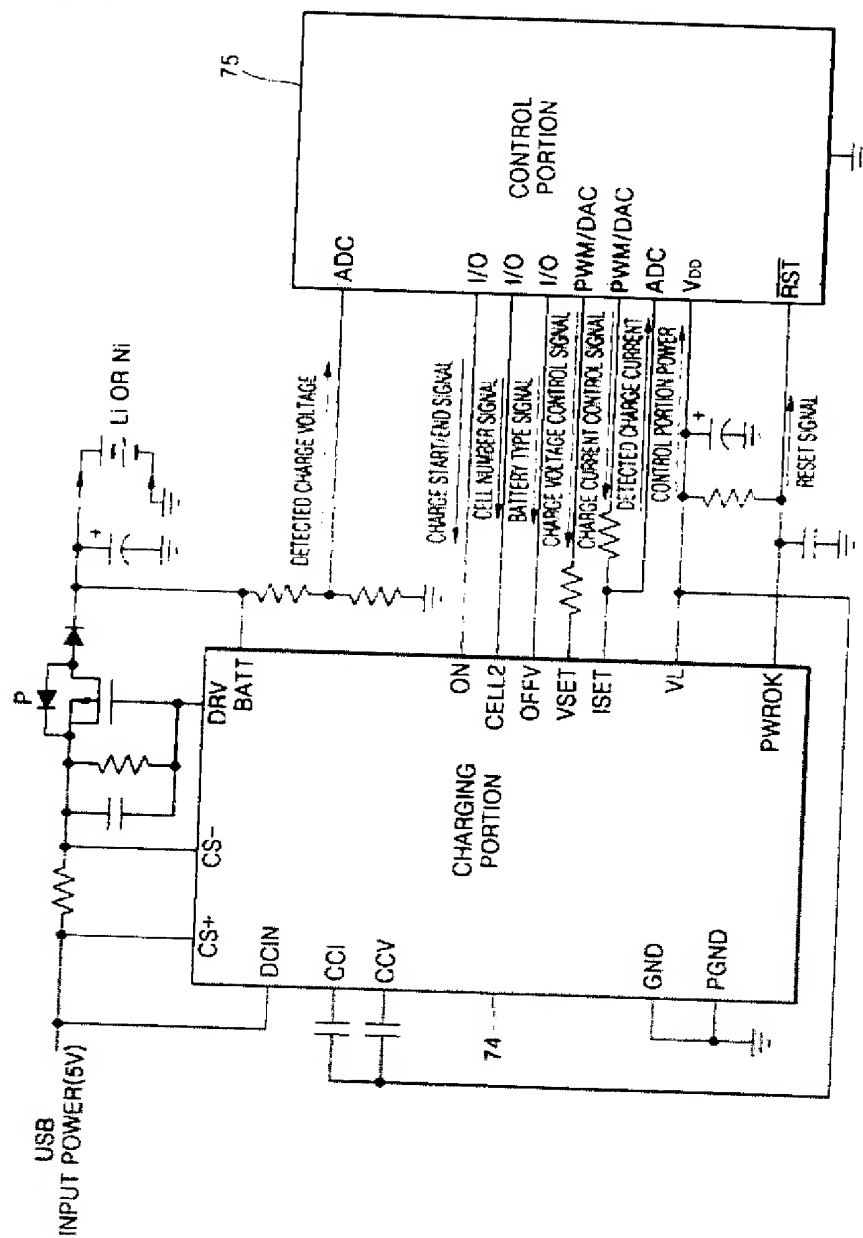 USB
INPUT POWER(5V)
P
Li OR Ni
+
DETECTED CHARGE VOLTAGE
75
CS+
CS-
DRV
BATT
DCIN
CCI
CCV
CHARGING
PORTION
74
GND
PGND
ON
CELL2
OFFV
VSET
ISET
VL
PWROK
CHARGE START/END SIGNAL
CELL NUMBER SIGNAL
BATTERY TYPE SIGNAL
CHARGE VOLTAGE CONTROL SIGNAL
CHARGE CURRENT CONTROL SIGNAL
DETECTED CHARGE CURRENT
CONTROL PORTION POWER
+
RESET SIGNAL
ADC
I/O
I/O
I/O
PWM/DAC
PWM/DAC
ADC
VDD
RST
CONTROL
PORTION